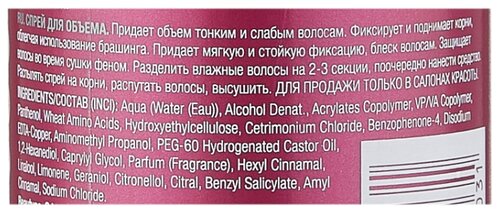 RU. СПРЕЙ ДЛЯ ОБЪЕМА. Придает объем тонким и слабым волосам. Фиксирует и поднимает корни,
облегчая использование брашинга. Придает мягкую и стойкую фиксацию, блеск волосам. Защищает
волосы во время сушки феном. Разделить влажные волосы на 2-3 секции, поочередно нанести средство.
Распылять спрей на корни, распутать волосы, высушить. ДЛЯ ПРОДАЖИ ТОЛЬКО В САЛОНАХ КРАСОТЫ.
INGREDIENTS/СОСТАВ (INCI): Aqua (Water (Eau)), Alcohol Denat., Acrylates Copolymer, VP/VA Copolymer,
Panthenol, Wheat Amino Acids, Hydroxyethylcellulose, Cetrimonium Chloride, Benzophenone-4, Disodium
EDTA-Copper, Aminomethyl Propanol, PEG-60 Hydrogenated Castor Oil,
1,2-Hexanediol, Caprylyl Glycol, Parfum (Fragrance), Hexyl Cinnamal,
Linalool, Limonene, Geraniol, Citronellol, Citral, Benzyl Salicylate, Amyl
Cinnamal, Sodium Chloride.